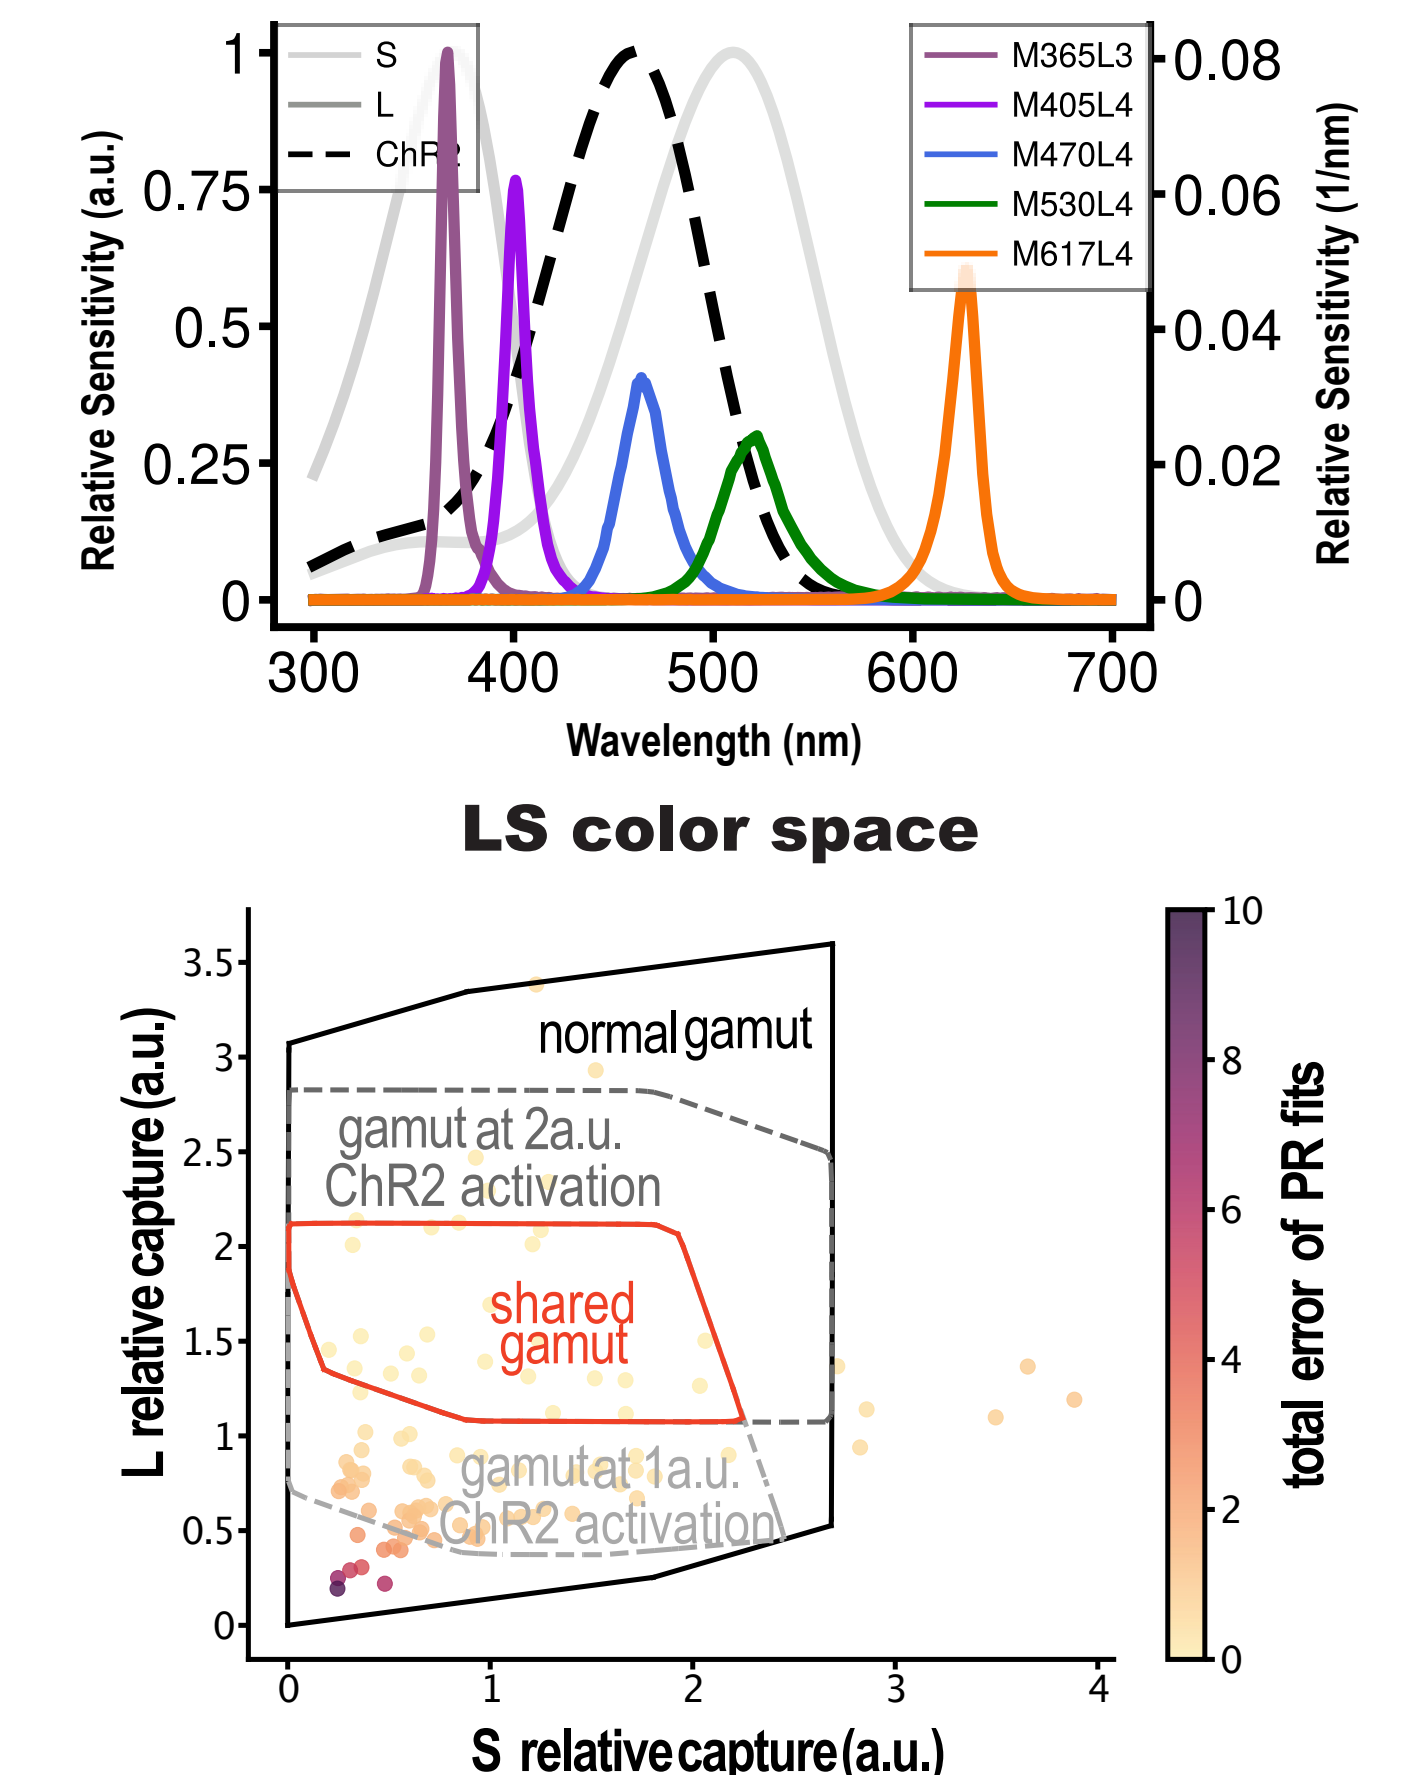 1
0.75
0.5
0.25
0
Relative Sensitivity (a.u.)
S
L
ChR2
M365L3
M405L4
M470L4
M530L4
M617L4
0.08
0.06
0.04
0.02
0
Relative Sensitivity (1/nm)
300 400 500 600 700
Wavelength (nm)
LS color space
3.5
3
2.5
2
1.5
1
0.5
0
L relative capture (a.u.)
normal gamut
gamut at 2a.u.
ChR2 activation
shared
gamut
gamut at 1a.u.
ChR2 activation
0 1 2 3 4
S relative capture (a.u.)
10
8
6
4
2
0
total error of PR fits